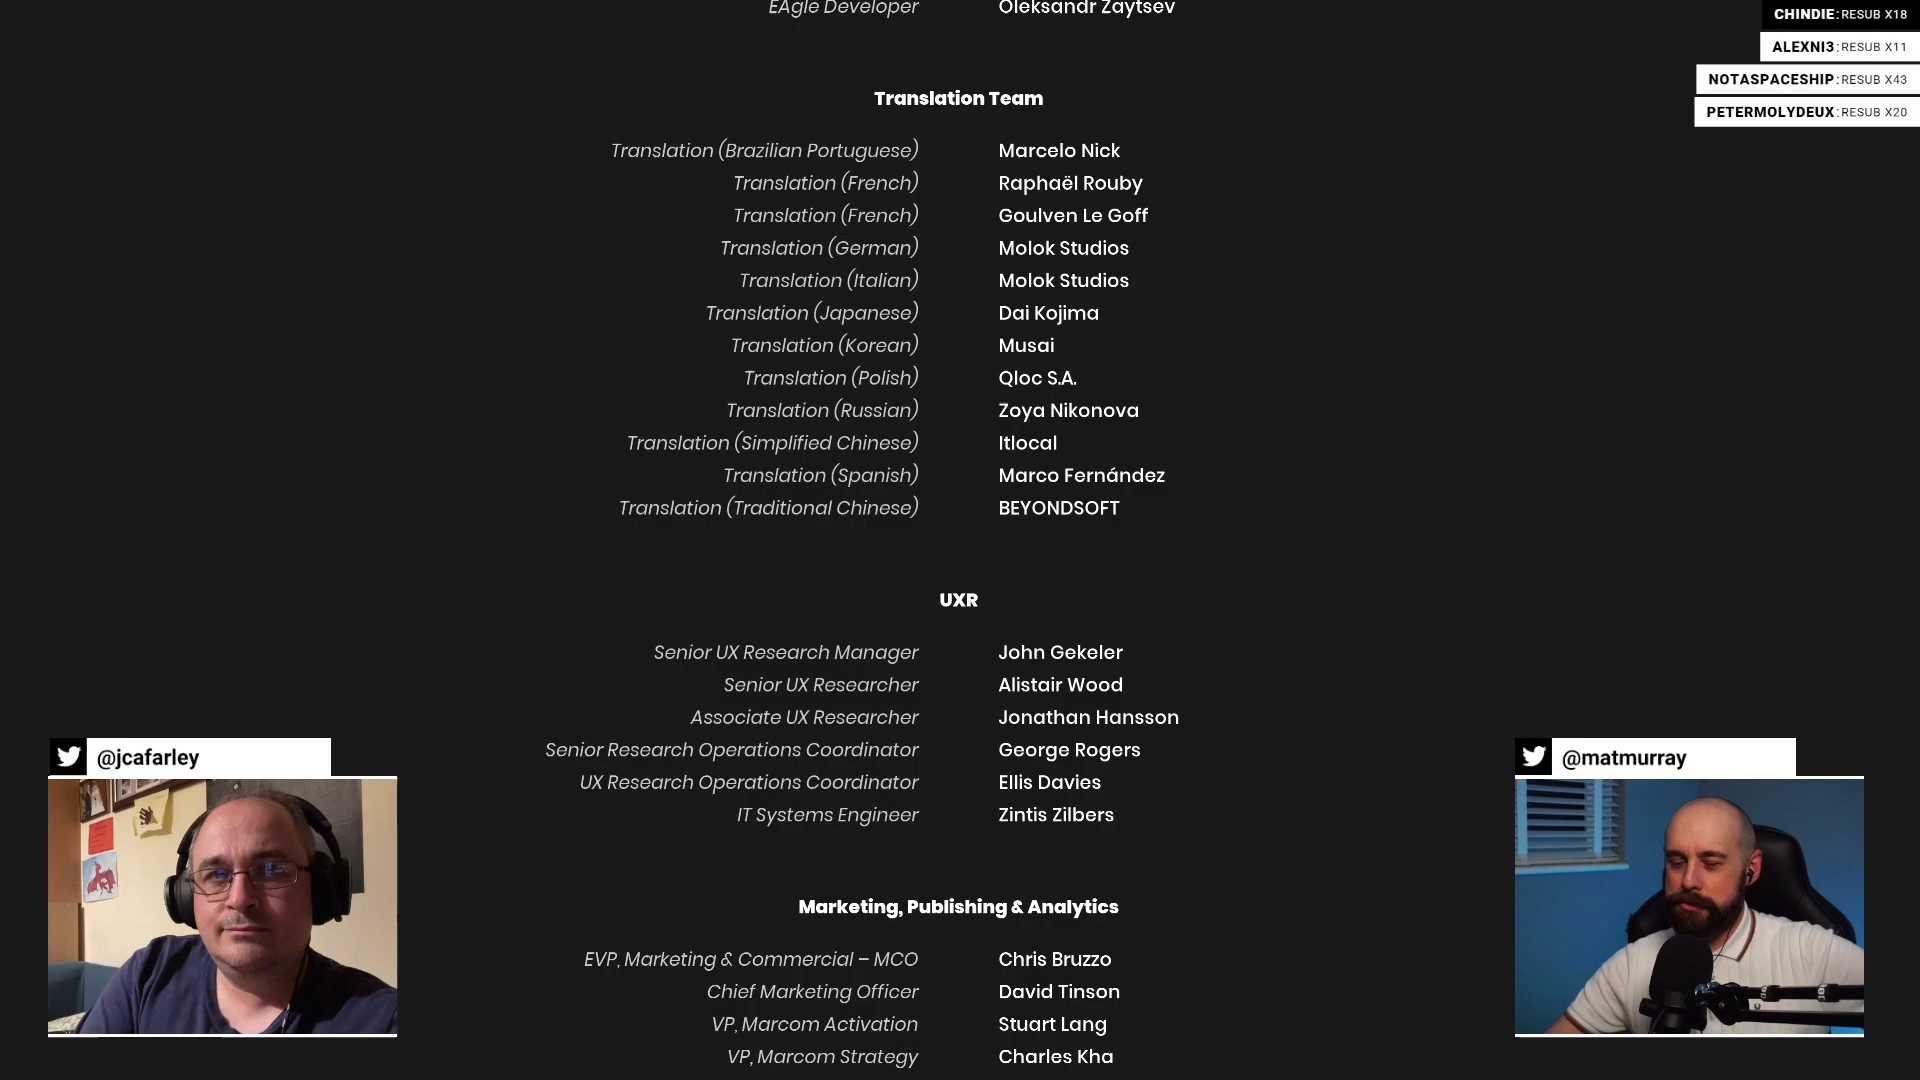 EAgle Developer Oleksandr Zaytsev
CHINDIE: RESUB X18
ALEXNI3: RESUB X11
NOTASPACESHIP: RESUB X43
PETERMOLYDEUX: RESUB X20
Translation Team
Translation (Brazilian Portuguese) Marcelo Nick
Translation (French) Raphaël Rouby
Translation (French) Goulven Le Goff
Translation (German) Molok Studios
Translation (Italian) Molok Studios
Translation (Japanese) Dai Kojima
Translation (Korean) Musai
Translation (Polish) Qloc S.A.
Translation (Russian) Zoya Nikonova
Translation (Simplified Chinese) Itlocal
Translation (Spanish) Marco Fernández
Translation (Traditional Chinese) BEYONDSOFT
UXR
Senior UX Research Manager John Gekeler
Senior UX Researcher Alistair Wood
Associate UX Researcher Jonathan Hansson
Senior Research Operations Coordinator George Rogers
UX Research Operations Coordinator Ellis Davies
IT Systems Engineer Zintis Zilbers
@jcafarley
@matmurray
Marketing, Publishing & Analytics
EVP, Marketing & Commercial – MCO Chris Bruzzo
Chief Marketing Officer David Tinson
VP, Marcom Activation Stuart Lang
VP, Marcom Strategy Charles Kha